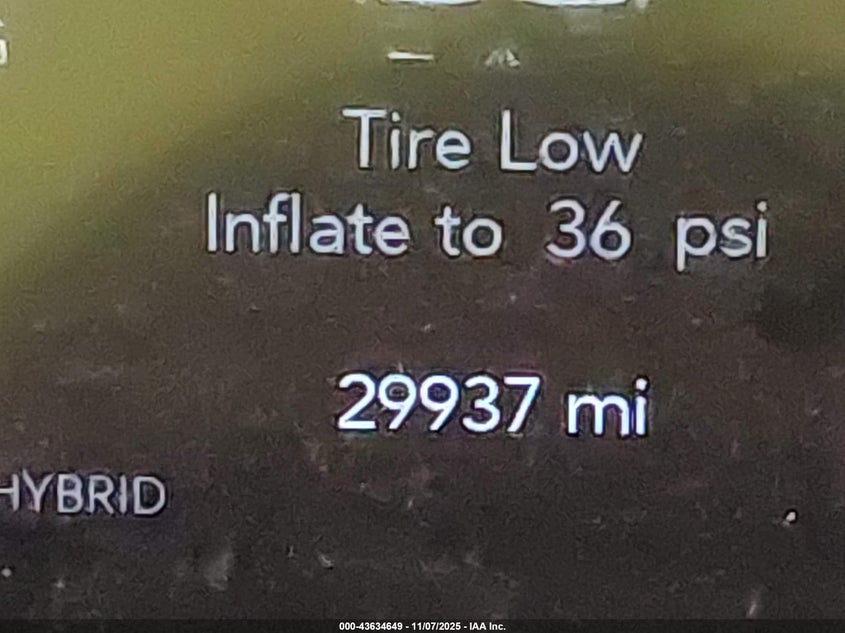 Tire Low
Inflate to 36 psi
29937 mi
HYBRID
000-43634649 - 11/07/2025 - IAA Inc.